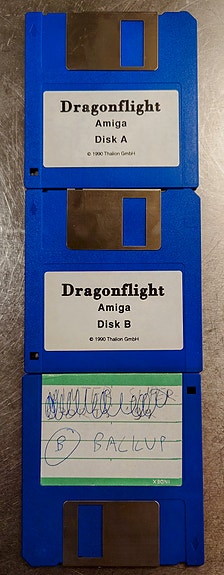 Dragonflight
Amiga
Disk A
© 1990 Thalion GmbH
Dragonflight
Amiga
Disk B
© 1990 Thalion GmbH
B BACKUP